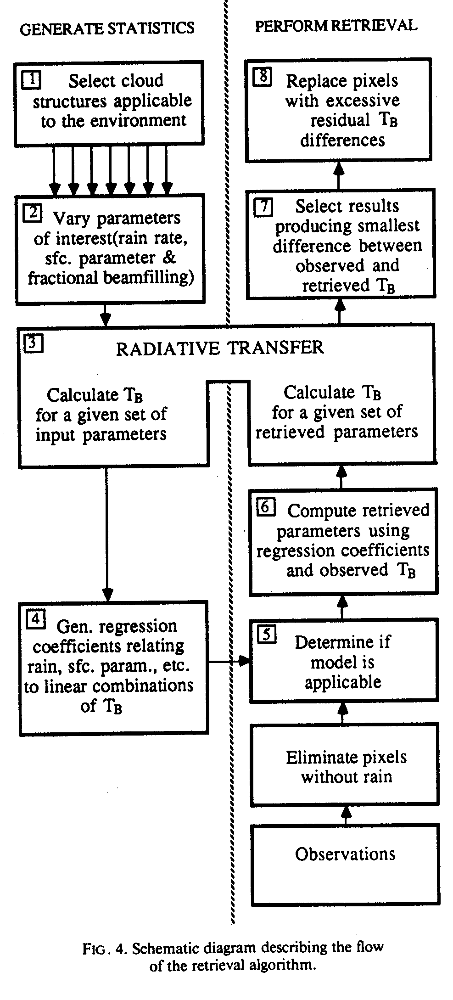 GENERATE STATISTICS
1 Select cloud
structures applicable
to the environment
2 Vary parameters
of interest(rain rate,
sfc. parameter &
fractional beamfilling)
PERFORM RETRIEVAL
8 Replace pixels
with excessive
residual TB
differences
7 Select results
producing smallest
difference between
observed and
retrieved TB
3 RADIATIVE TRANSFER
Calculate TB
for a given set of
input parameters
Calculate TB
for a given set of
retrieved parameters
4 Gen. regression
coefficients relating
rain, sfc. param., etc.
to linear combinations
of TB
6 Compute retrieved
parameters using
regression coefficients
and observed TB
5 Determine if
model is
applicable
Eliminate pixels
without rain
Observations
FIG. 4. Schematic diagram describing the flow
of the retrieval algorithm.